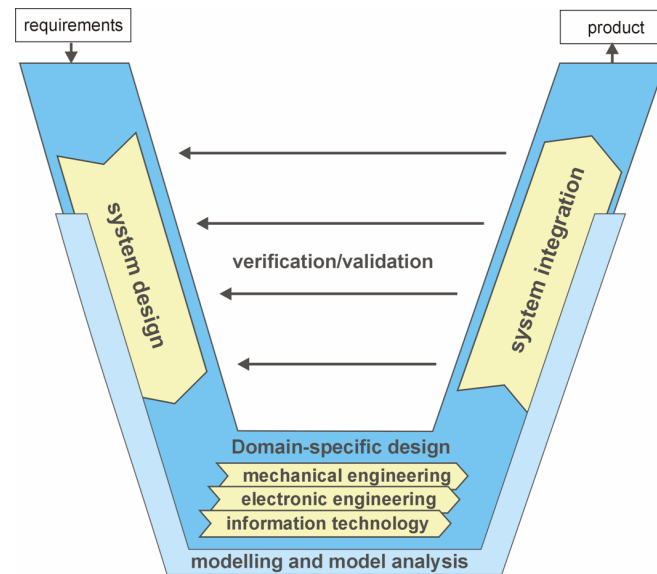 requirements
product
system design
system integration
verification/validation
Domain-specific design
mechanical engineering
electronic engineering
information technology
modelling and model analysis